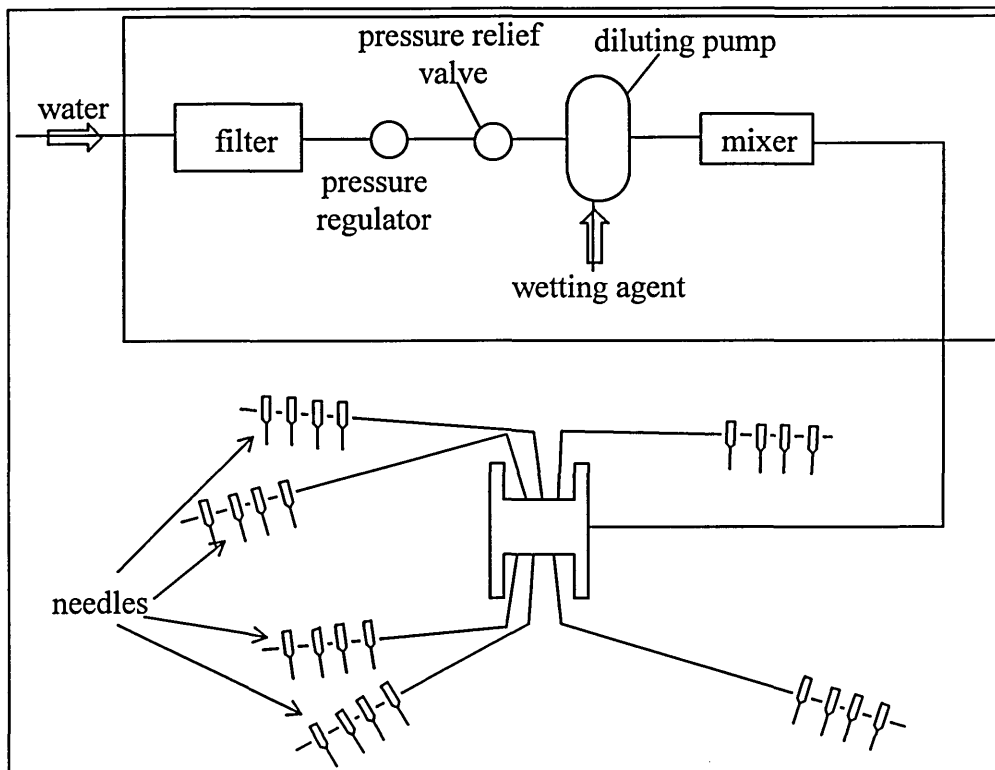 pressure relief
valve
diluting pump
water
filter
mixer
pressure
regulator
wetting agent
needles